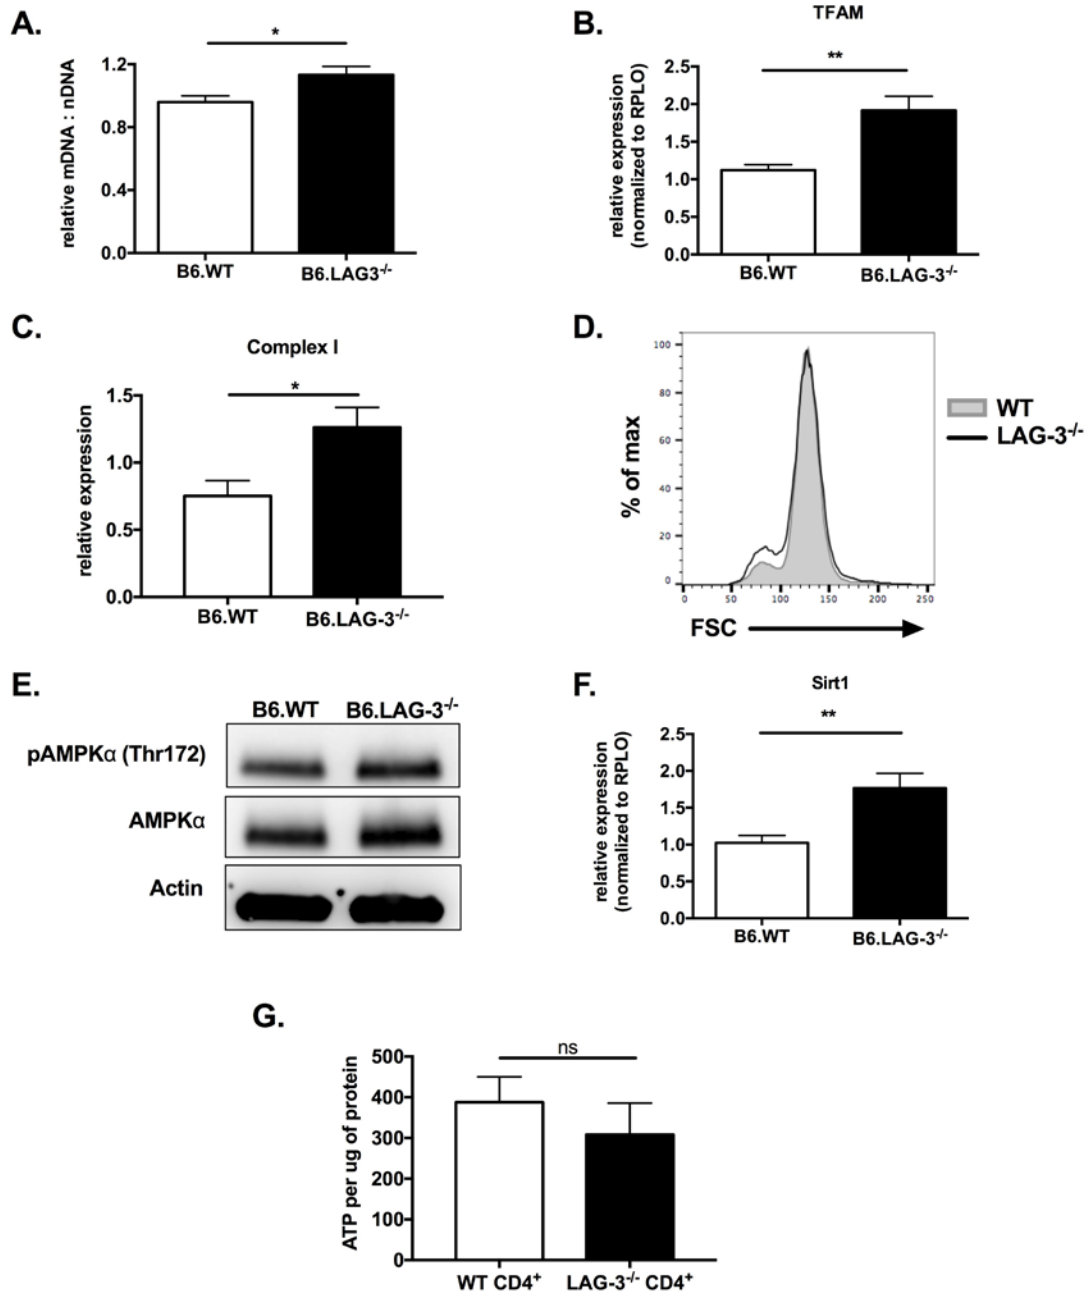 A.
*
relative mDNA : nDNA
1.2
0.8
0.4
0.0
B6.WT
B6.LAG3-/-
B.
TFAM
**
relative expression
(normalized to RPLO)
2.5
2.0
1.5
1.0
0.5
0.0
B6.WT
B6.LAG-3-/-
C.
Complex I
*
relative expression
1.5
1.0
0.5
0.0
B6.WT
B6.LAG-3-/-
D.
% of max
100
80
60
40
20
0
0 50 100 150 200 250
FSC
WT
LAG-3-/-
E.
B6.WT B6.LAG-3-/-
pAMPKα (Thr172)
AMPKα
Actin
F.
Sirt1
**
relative expression
(normalized to RPLO)
2.5
2.0
1.5
1.0
0.5
0.0
B6.WT
B6.LAG-3-/-
G.
ns
ATP per ug of protein
500
400
300
200
100
0
WT CD4+
LAG-3-/- CD4+